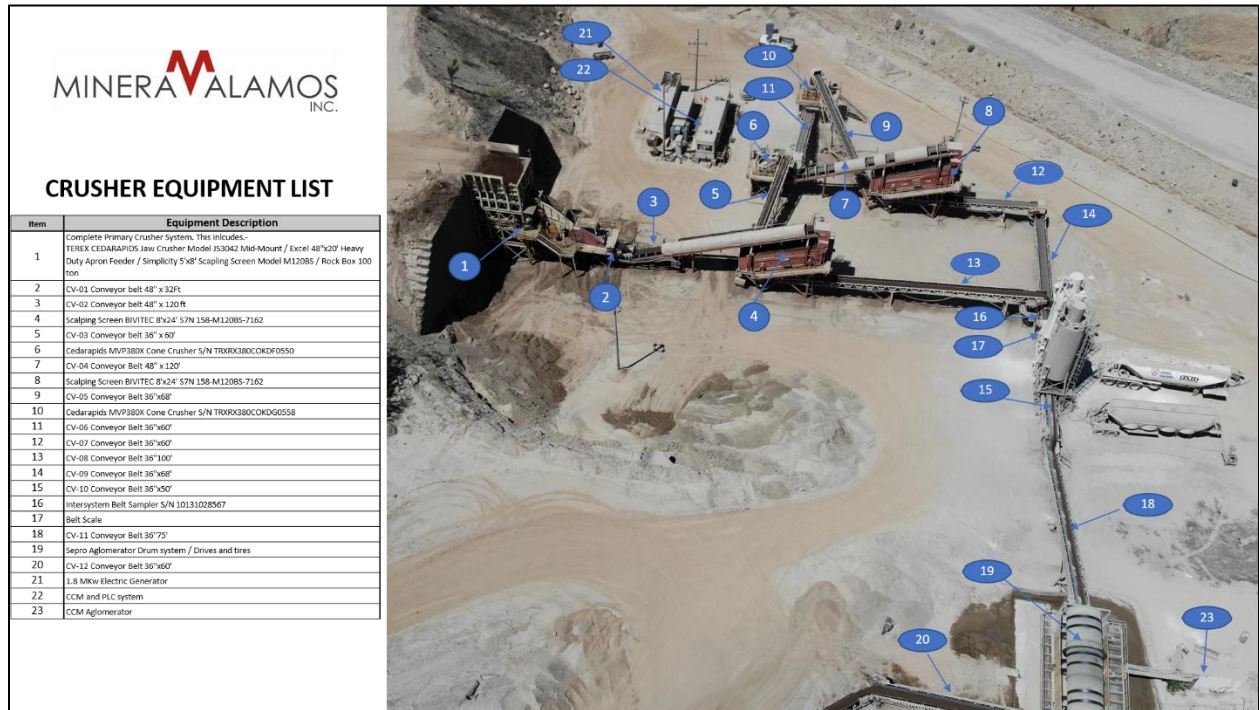 MINERA ALAMOS
INC.
CRUSHER EQUIPMENT LIST
Item Equipment Description
1 Complete Primary Crusher System. This inlcudes.-
TEREX CEDARAPIDS Jaw Crusher Model JS3042 Mid-Mount / Excel 48"x20' Heavy
Duty Apron Feeder / Simplicity 5'x8' Scapling Screen Model M120BS / Rock Box 100
ton
2 CV-01 Conveyor belt 48" x 32Ft
3 CV-02 Conveyor belt 48" x 120ft
4 Scalping Screen BIVITEC 8'x24' S7N 158-M120BS-7162
5 CV-03 Conveyor belt 36" x 60'
6 Cedarapids MVP380X Cone Crusher S/N TRXRX380COKDF0550
7 CV-04 Conveyor Belt 48" x 120'
8 Scalping Screen BIVITEC 8'x24' S7N 158-M120BS-7162
9 CV-05 Conveyor Belt 36"x68'
10 Cedarapids MVP380X Cone Crusher S/N TRXRX380COKDG0558
11 CV-06 Conveyor Belt 36"x60'
12 CV-07 Conveyor Belt 36"x60'
13 CV-08 Conveyor Belt 36"100'
14 CV-09 Conveyor Belt 36"x68'
15 CV-10 Conveyor Belt 36"x50'
16 Intersystem Belt Sampler S/N 10131028567
17 Belt Scale
18 CV-11 Conveyor Belt 36"75'
19 Sepro Aglomerator Drum system / Drives and tires
20 CV-12 Conveyor Belt 36"x60'
21 1.8 MKw Electric Generator
22 CCM and PLC system
23 CCM Aglomerator
21
10
22
11
6
9
8
12
5
3
7
14
1
2
13
4
16
17
15
18
19
23
20